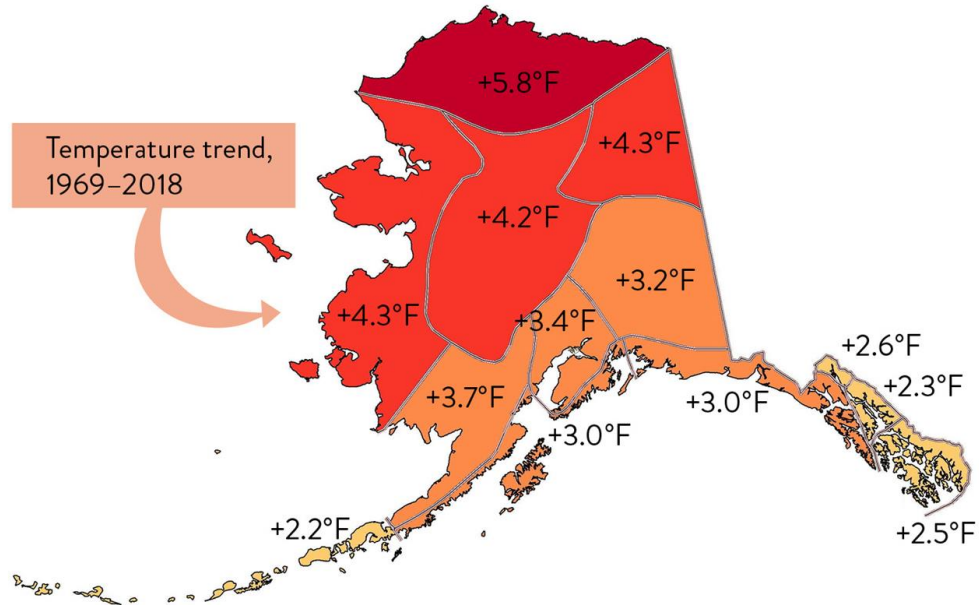 +5.8°F
Temperature trend,
1969–2018
+4.3°F
+4.2°F
+3.2°F
+4.3°F
+3.4°F
+2.6°F
+2.3°F
+3.7°F
+3.0°F
+3.0°F
+2.2°F
+2.5°F